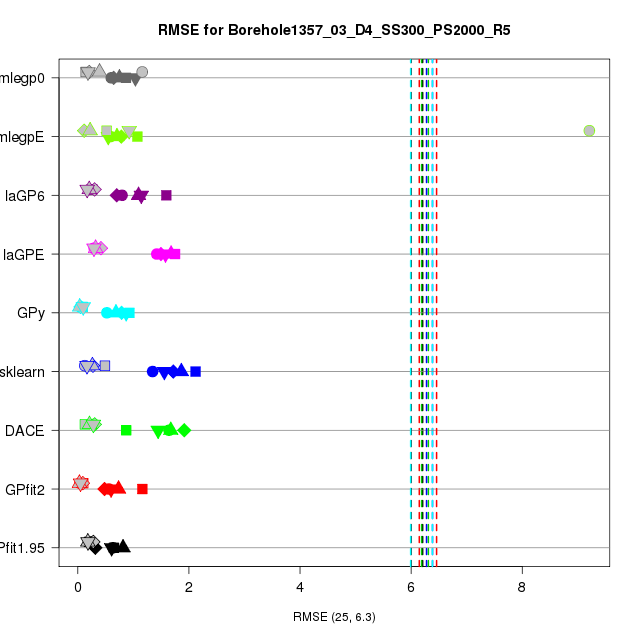 RMSE for Borehole1357_03_D4_SS300_PS2000_R5
mlegp0
mlegpE
laGP6
laGPE
GPy
sklearn
DACE
GPfit2
Pfit1.95
0 2 4 6 8
RMSE (25, 6.3)